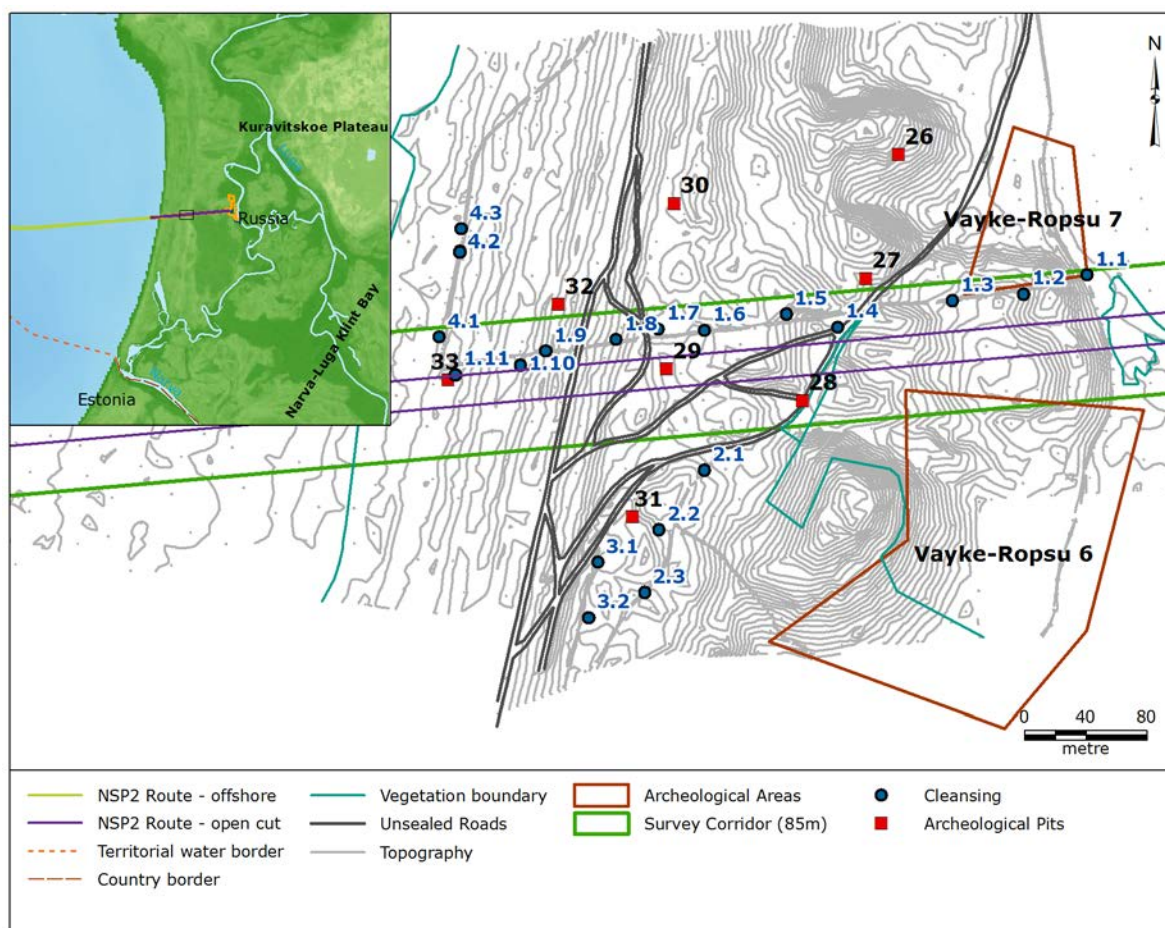 N
Kuravitskoe Plateau
Luga
Russia
Narva-Luga Klint Bay
Narva
Estonia
26
30
Vayke-Ropsu 7
4.3
4.2
27
1.1
1.2
1.3
32
1.5
1.4
4.1
1.7
1.6
1.8
1.9
29
33
1.11
1.10
28
2.1
31
2.2
3.1
Vayke-Ropsu 6
2.3
3.2
0 40 80
metre
NSP2 Route - offshore
NSP2 Route - open cut
Territorial water border
Country border
Vegetation boundary
Unsealed Roads
Topography
Archeological Areas
Survey Corridor (85m)
Cleansing
Archeological Pits